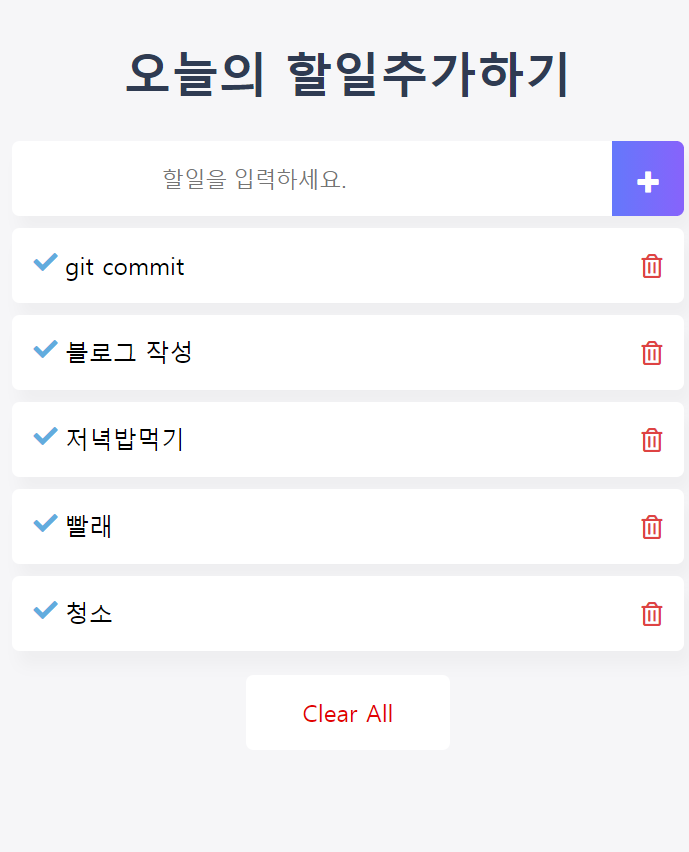 오늘의 할일추가하기
할일을 입력하세요.
git commit
블로그 작성
저녁밥먹기
빨래
청소
Clear All